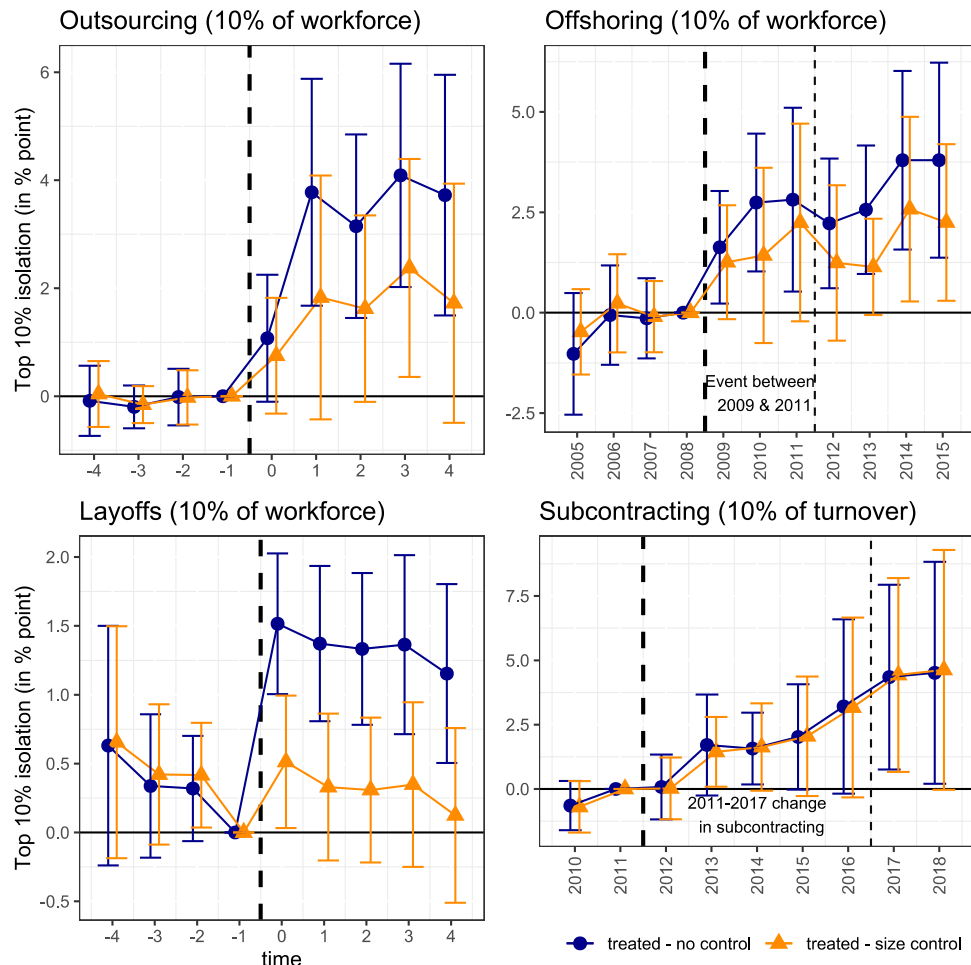 Outsourcing (10% of workforce)
Top 10% isolation (in % point)
6
4
2
0
-4 -3 -2 -1 0 1 2 3 4
Offshoring (10% of workforce)
5.0
2.5
0.0
-2.5
Event between
2009 & 2011
2005 2006 2007 2008 2009 2010 2011 2012 2013 2014 2015
Layoffs (10% of workforce)
Top 10% isolation (in % point)
2.0
1.5
1.0
0.5
0.0
-0.5
-4 -3 -2 -1 0 1 2 3 4
time
Subcontracting (10% of turnover)
7.5
5.0
2.5
0.0
2011-2017 change
in subcontracting
2010 2011 2012 2013 2014 2015 2016 2017 2018
treated - no control treated - size control